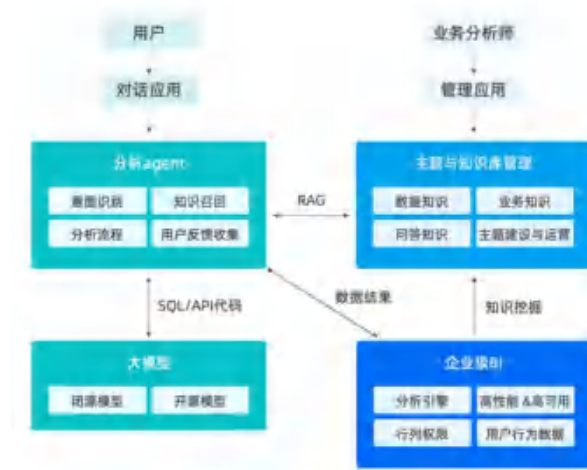 用户
业务分析师
对话应用
管理应用
分析agent
主题与知识库管理
意图识别 知识召回
数据知识 业务知识
RAG
分析流程 用户反馈收集
问答知识 主题建设与运营
SQL/API代码
数据结果
知识挖掘
大模型
企业级BI
闭源模型 开源模型
分析引擎 高性能&高可用
行列权限 用户行为数据